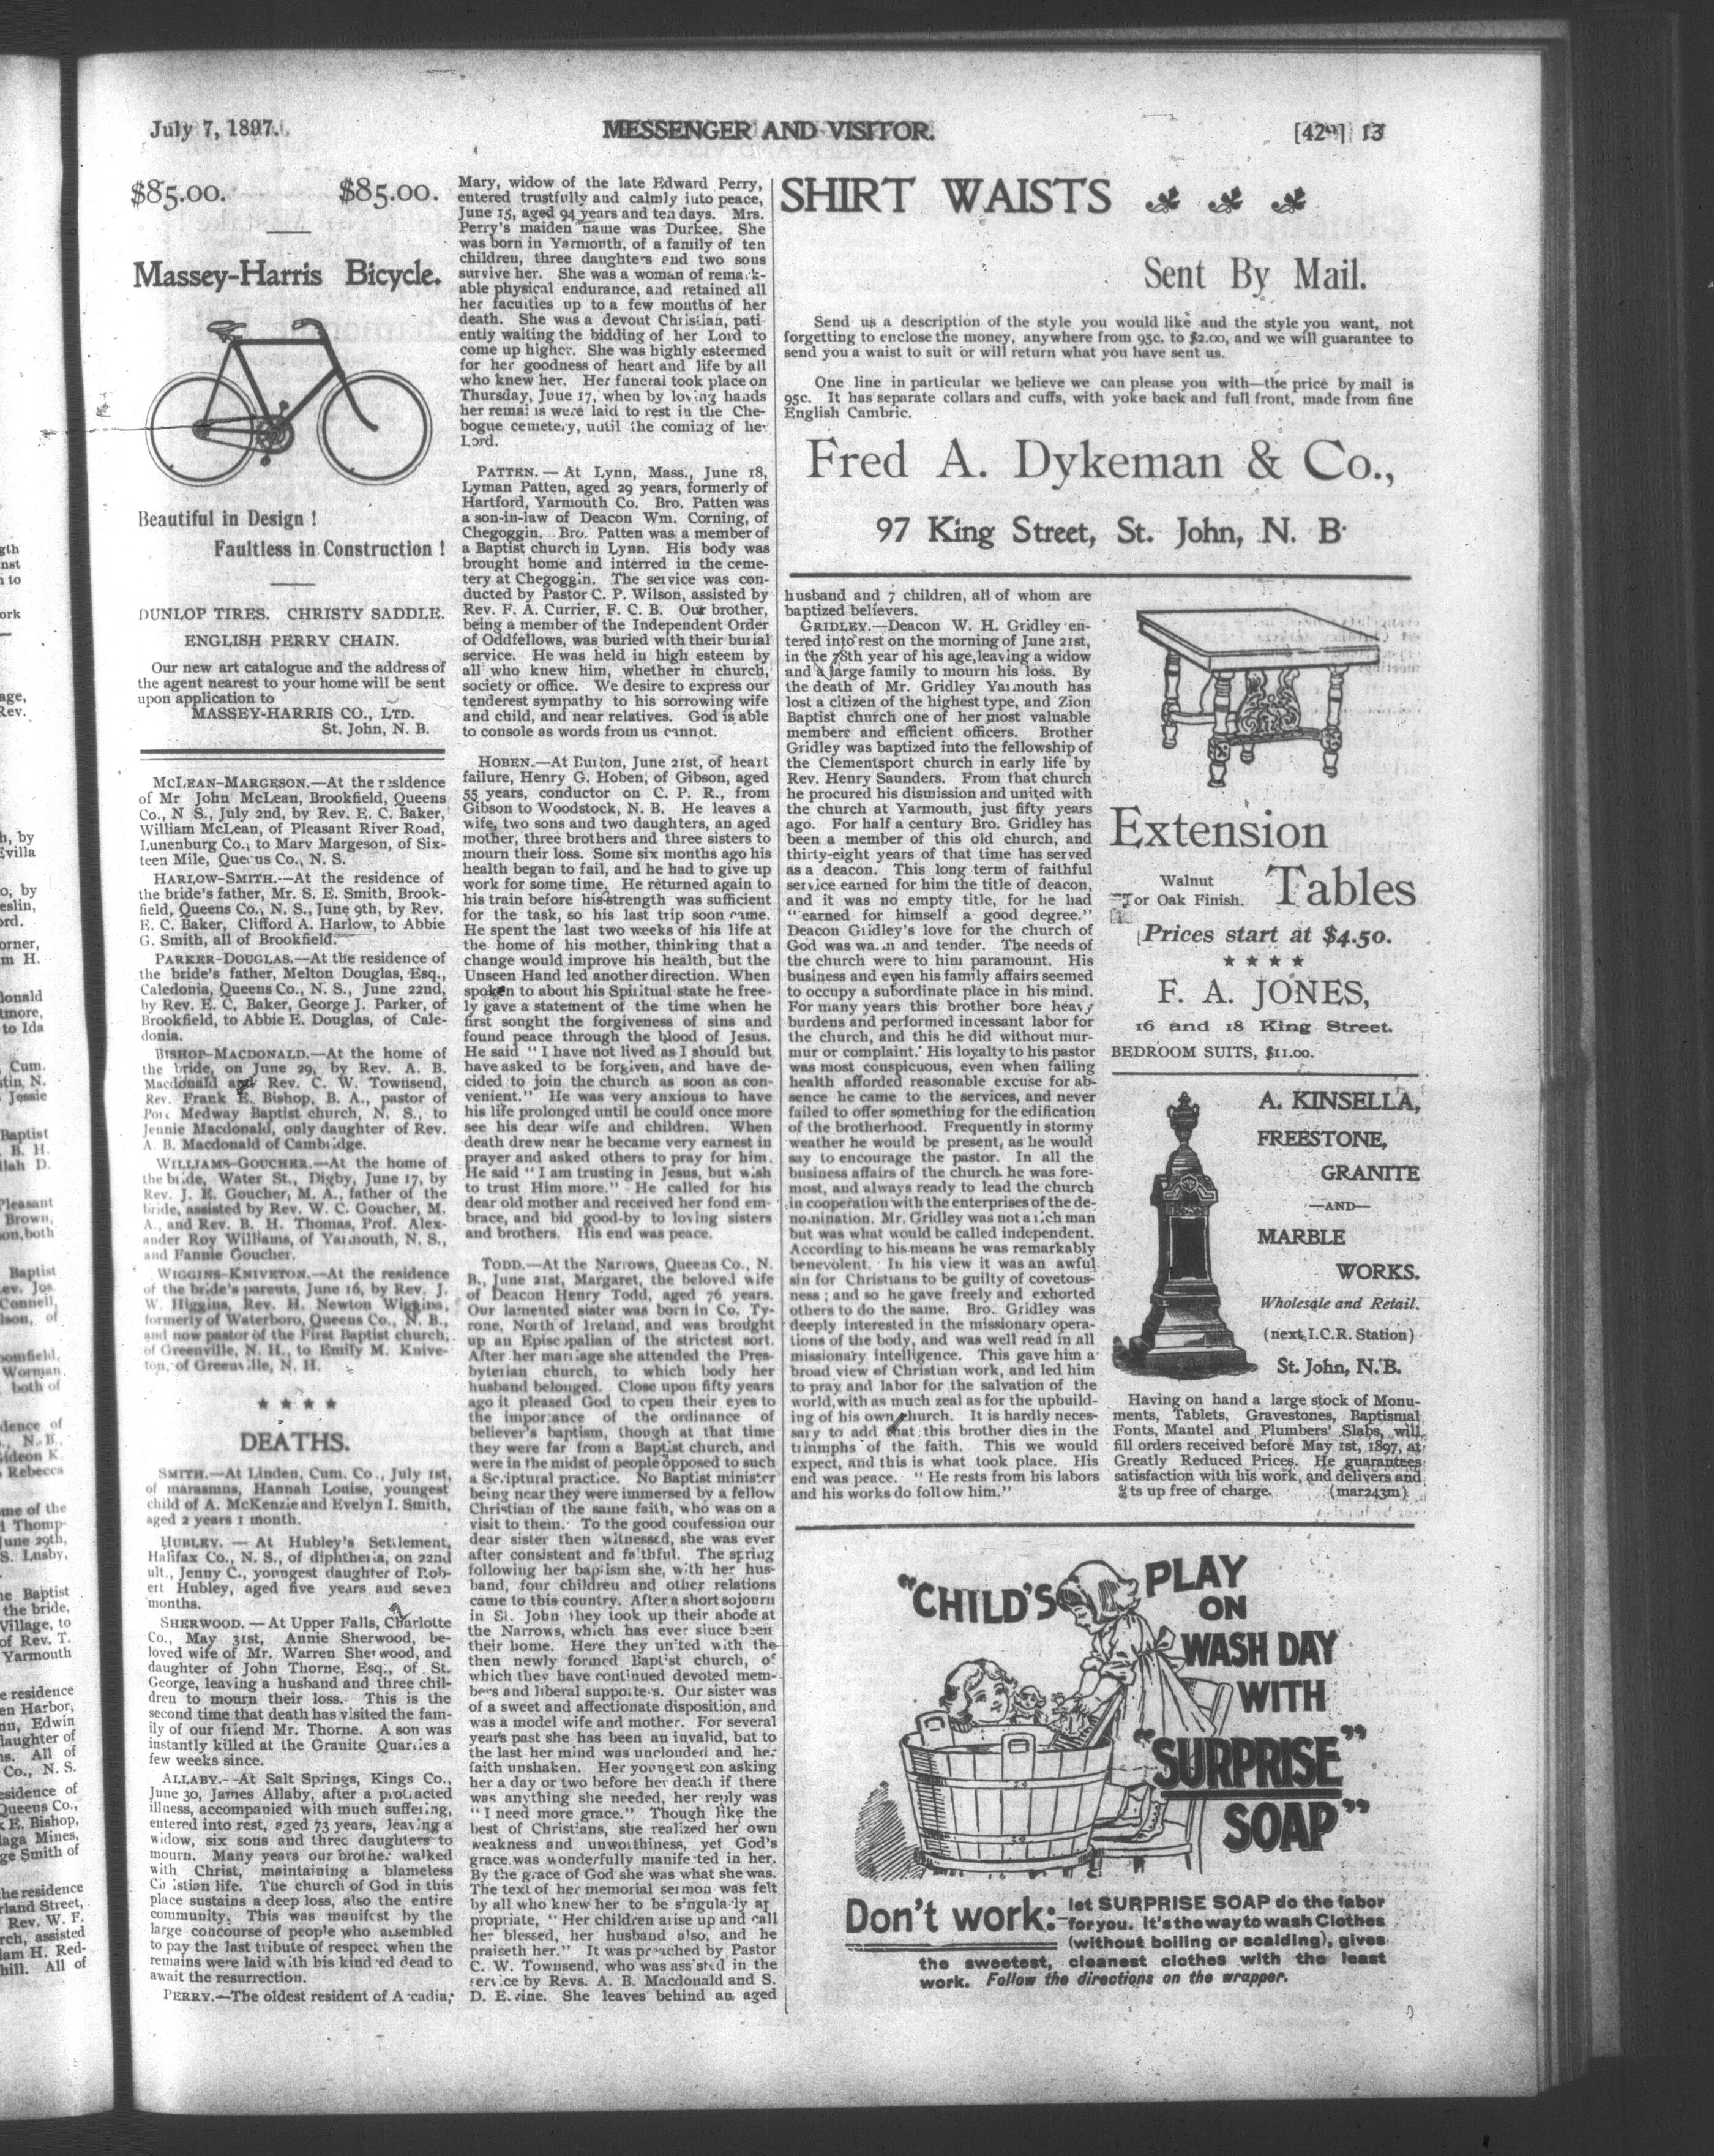 July 7, 1897.
MESSENGER AND VISITOR.
13
$85.00. $85.00.
Massey-Harris Bicycle.
Beautiful in Design !
Faultless in Construction !
DUNLOP TIRES. CHRISTY SADDLE.
ENGLISH PERRY CHAIN.
Our new art catalogue and the address of
the agent nearest to your home will be sent
upon application to
MASSEY-HARRIS CO., LTD.
St. John, N. B.
MCLEAN-MARGESON.—At the residence
of Mr John McLean, Brookfield, Queens
Co., N S., July 2nd, by Rev. E. C. Baker,
William McLean, of Pleasant River Road,
Lunenburg Co., to Mary Margeson, of Six-
teen Mile, Queens Co., N. S.
HARLOW-SMITH.—At the residence of
the bride's father, Mr. S. E. Smith, Brook-
field, Queens Co., N. S., June 9th, by Rev.
E. C. Baker, Clifford A. Harlow, to Abbie
G. Smith, all of Brookfield.
PARKER-DOUGLAS.—At the residence of
the bride's father, Melton Douglas, Esq.,
Caledonia, Queens Co., N. S., June 22nd,
by Rev. E. C, Baker, George J. Parker, of
Brookfield, to Abbie E. Douglas, of Cale-
donia.
BISHOP-MACDONALD.—At the home of
the bride, on June 29, by Rev. A. B.
Macdonald and Rev. C. W. Townsend,
Rev. Frank E. Bishop, B. A., pastor of
Port Medway Baptist church, N. S., to
Jennie Macdonald, only daughter of Rev.
A. B. Macdonald of Cambridge.
WILLIAMS-GOUCHER.—At the home of
the bride, Water St., Digby, June 17, by
Rev. J. E. Goucher, M. A., father of the
bride, assisted by Rev. W. C. Goucher, M.
A., and Rev. B. H. Thomas, Prof. Alex-
ander Roy Williams, of Yarmouth, N. S.,
and Fannie Goucher.
WIGGINS-KNIVETON.—At the residence
of the bride's parents, June 16, by Rev. J.
W. Higgins, Rev. H. Newton Wiggins,
formerly of Waterboro, Queens Co., N. B.,
and now pastor of the First Baptist church,
of Greenville, N. H., to Emily M. Knive-
ton, of Greenville, N. H.
DEATHS.
SMITH.—At Linden, Cum. Co., July 1st,
of marasmus, Hannah Louise, youngest
child of A. McKenzie and Evelyn I. Smith,
aged 2 years 1 month.
HUBLEY. — At Hubley's Settlement,
Halifax Co., N. S., of diphtheria, on 22nd
ult., Jenny C., youngest daughter of Rob-
ert Hubley, aged five years and seven
months.
SHERWOOD. — At Upper Falls, Charlotte
Co., May 31st, Annie Sherwood, be-
loved wife of Mr. Warren Sherwood, and
daughter of John Thorne, Esq., of St.
George, leaving a husband and three chil-
dren to mourn their loss. This is the
second time that death has visited the fam-
ily of our friend Mr. Thorne. A son was
instantly killed at the Granite Quarries a
few weeks since.
ALLABY.—At Salt Springs, Kings Co.,
June 30, James Allaby, after a protracted
illness, accompanied with much suffering,
entered into rest, aged 73 years, leaving a
widow, six sons and three daughters to
mourn. Many years our brother walked
with Christ, maintaining a blameless
Christian life. The church of God in this
place sustains a deep loss, also the entire
community. This was manifest by the
large concourse of people who assembled
to pay the last tribute of respect when the
remains were laid with his kindred dead to
await the resurrection.
PERRY.—The oldest resident of Arcadia,
Mary, widow of the late Edward Perry,
entered trustfully and calmly into peace,
June 15, aged 94 years and ten days. Mrs.
Perry's maiden name was Durkee. She
was born in Yarmouth, of a family of ten
children, three daughters and two sons
survive her. She was a woman of remark-
able physical endurance, and retained all
her faculties up to a few months of her
death. She was a devout Christian, pati-
ently waiting the bidding of her Lord to
come up higher. She was highly esteemed
for her goodness of heart and life by all
who knew her. Her funeral took place on
Thursday, June 17, when by loving hands
her remains were laid to rest in the Che-
bogue cemetery, until the coming of her
Lord.
PATTEN. — At Lynn, Mass., June 18,
Lyman Patten, aged 29 years, formerly of
Hartford, Yarmouth Co. Bro. Patten was
a son-in-law of Deacon Wm. Corning, of
Chegoggin. Bro. Patten was a member of
a Baptist church in Lynn. His body was
brought home and interred in the ceme-
tery at Chegoggin. The service was con-
ducted by Pastor C. P. Wilson, assisted by
Rev. F. A. Currier, F. C. B. Our brother,
being a member of the Independent Order
of Oddfellows, was buried with their burial
service. He was held in high esteem by
all who knew him, whether in church,
society or office. We desire to express our
tenderest sympathy to his sorrowing wife
and child, and near relatives. God is able
to console as words from us cannot.
HOBEN.—At Burton, June 21st, of heart
failure, Henry G. Hoben, of Gibson, aged
55 years, conductor on C. P. R., from
Gibson to Woodstock, N. B. He leaves a
wife, two sons and two daughters, an aged
mother, three brothers and three sisters to
mourn their loss. Some six months ago his
health began to fail, and he had to give up
work for some time. He returned again to
his train before his strength was sufficient
for the task, so his last trip soon came.
He spent the last two weeks of his life at
the home of his mother, thinking that a
change would improve his health, but the
Unseen Hand led another direction. When
spoken to about his Spiritual state he free-
ly gave a statement of the time when he
first sought the forgiveness of sins and
found peace through the blood of Jesus.
He said " I have not lived as I should but
have asked to be forgiven, and have de-
cided to join the church as soon as con-
venient." He was very anxious to have
his life prolonged until he could once more
see his dear wife and children. When
death drew near he became very earnest in
prayer and asked others to pray for him.
He said " I am trusting in Jesus, but wish
to trust Him more." He called for his
dear old mother and received her fond em-
brace, and bid good-by to loving sisters
and brothers. His end was peace.
TODD.—At the Narrows, Queens Co., N.
B., June 21st, Margaret, the beloved wife
of Deacon Henry Todd, aged 76 years.
Our lamented sister was born in Co. Ty-
rone, North of Ireland, and was brought
up an Episcopalian of the strictest sort.
After her marriage she attended the Pres-
byterian church, to which body her
husband belonged. Close upon fifty years
ago it pleased God to open their eyes to
the importance of the ordinance of
believer's baptism, though at that time
they were far from a Baptist church, and
were in the midst of people opposed to such
a Scriptural practice. No Baptist minister
being near they were immersed by a fellow
Christian of the same faith, who was on a
visit to them. To the good confession our
dear sister then witnessed, she was ever
after consistent and faithful. The spring
following her baptism she, with her hus-
band, four children and other relations
came to this country. After a short sojourn
in St. John they took up their abode at
the Narrows, which has ever since been
their home. Here they united with the
then newly formed Baptist church, of
which they have continued devoted mem-
bers and liberal supporters. Our sister was
of a sweet and affectionate disposition, and
was a model wife and mother. For several
years past she has been an invalid, but to
the last her mind was unclouded and her
faith unshaken. Her youngest son asking
her a day or two before her death if there
was anything she needed, her reply was
" I need more grace." Though like the
best of Christians, she realized her own
weakness and unworthiness, yet God's
grace was wonderfully manifested in her.
By the grace of God she was what she was.
The text of her memorial sermon was felt
by all who knew her to be singularly ap
propriate, " Her children arise up and call
her blessed, her husband also, and he
praiseth her." It was preached by Pastor
C. W. Townsend, who was assisted in the
service by Revs. A. B. Macdonald and S.
D. Ervine. She leaves behind an aged
SHIRT WAISTS
Sent By Mail.
Send us a description of the style you would like and the style you want, not
forgetting to enclose the money, anywhere from 95c. to $2.00, and we will guarantee to
send you a waist to suit or will return what you have sent us.
One line in particular we believe we can please you with—the price by mail is
95c. It has separate collars and cuffs, with yoke back and full front, made from fine
English Cambric.
Fred A. Dykeman & Co.,
97 King Street, St. John, N. B.
husband and 7 children, all of whom are
baptized believers.
GRIDLEY.—Deacon W. H. Gridley en-
tered into rest on the morning of June 21st,
in the 78th year of his age, leaving a widow
and a large family to mourn his loss. By
the death of Mr. Gridley Yarmouth has
lost a citizen of the highest type, and Zion
Baptist church one of her most valuable
members and efficient officers. Brother
Gridley was baptized into the fellowship of
the Clementsport church in early life by
Rev. Henry Saunders. From that church
he procured his dismission and united with
the church at Yarmouth, just fifty years
ago. For half a century Bro. Gridley has
been a member of this old church, and
thirty-eight years of that time has served
as a deacon. This long term of faithful
service earned for him the title of deacon,
and it was no empty title, for he had
" earned for himself a good degree."
Deacon Gridley's love for the church of
God was warm and tender. The needs of
the church were to him paramount. His
business and even his family affairs seemed
to occupy a subordinate place in his mind.
For many years this brother bore heavy
burdens and performed incessant labor for
the church, and this he did without mur-
mur or complaint. His loyalty to his pastor
was most conspicuous, even when failing
health afforded reasonable excuse for ab-
sence he came to the services, and never
failed to offer something for the edification
of the brotherhood. Frequently in stormy
weather he would be present, as he would
say to encourage the pastor. In all the
business affairs of the church he was fore-
most, and always ready to lead the church
in cooperation with the enterprises of the de-
nomination. Mr. Gridley was not a rich man
but was what would be called independent.
According to his means he was remarkably
benevolent. In his view it was an awful
sin for Christians to be guilty of covetous-
ness ; and so he gave freely and exhorted
others to do the same. Bro. Gridley was
deeply interested in the missionary opera-
tions of the body, and was well read in all
missionary intelligence. This gave him a
broad view of Christian work, and led him
to pray and labor for the salvation of the
world, with as much zeal as for the upbuild-
ing of his own church. It is hardly neces-
sary to add that this brother dies in the
triumphs of the faith. This we would
expect, and this is what took place. His
end was peace. " He rests from his labors
and his works do follow him."
Extension
Tables
Walnut
or Oak Finish.
Prices start at $4.50.
F. A. JONES,
16 and 18 King Street.
BEDROOM SUITS, $11.00.
A. KINSELLA,
FREESTONE,
GRANITE
—AND—
MARBLE
WORKS.
Wholesale and Retail.
(next I.C.R. Station)
St. John, N.B.
Having on hand a large stock of Monu-
ments, Tablets, Gravestones, Baptismal
Fonts, Mantel and Plumbers' Slabs, will
fill orders received before May 1st, 1897, at
Greatly Reduced Prices. He guarantees
satisfaction with his work, and delivers and
sets up free of charge. (mar243m)
"CHILD'S PLAY
ON
WASH DAY
WITH
"SURPRISE"
SOAP"
Don't work: let SURPRISE SOAP do the labor
for you. It's the way to wash Clothes
(without boiling or scalding), gives
the sweetest, cleanest clothes with the least
work. Follow the directions on the wrapper.